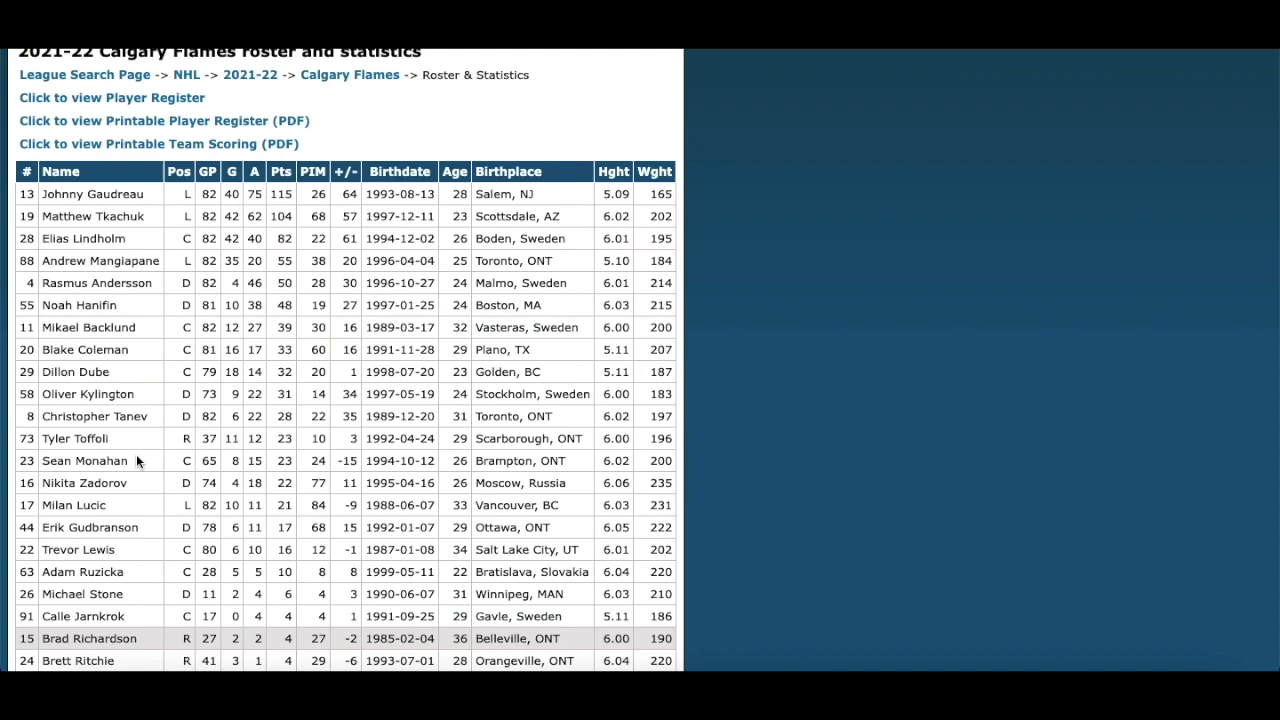 2021-22 Calgary Flames roster and statistics
League Search Page -> NHL -> 2021-22 -> Calgary Flames -> Roster & Statistics
Click to view Player Register
Click to view Printable Player Register (PDF)
Click to view Printable Team Scoring (PDF)
# Name Pos GP G A Pts PIM +/- Birthdate Age Birthplace Hght Wght
13 Johnny Gaudreau L 82 40 75 115 26 64 1993-08-13 28 Salem, NJ 5.09 165
19 Matthew Tkachuk L 82 42 62 104 68 57 1997-12-11 23 Scottsdale, AZ 6.02 202
28 Elias Lindholm C 82 42 40 82 22 61 1994-12-02 26 Boden, Sweden 6.01 195
88 Andrew Mangiapane L 82 35 20 55 38 20 1996-04-04 25 Toronto, ONT 5.10 184
4 Rasmus Andersson D 82 4 46 50 28 30 1996-10-27 24 Malmo, Sweden 6.01 214
55 Noah Hanifin D 81 10 38 48 19 27 1997-01-25 24 Boston, MA 6.03 215
11 Mikael Backlund C 82 12 27 39 30 16 1989-03-17 32 Vasteras, Sweden 6.00 200
20 Blake Coleman C 81 16 17 33 60 16 1991-11-28 29 Plano, TX 5.11 207
29 Dillon Dube C 79 18 14 32 20 1 1998-07-20 23 Golden, BC 5.11 187
58 Oliver Kylington D 73 9 22 31 14 34 1997-05-19 24 Stockholm, Sweden 6.00 183
8 Christopher Tanev D 82 6 22 28 22 35 1989-12-20 31 Toronto, ONT 6.02 197
73 Tyler Toffoli R 37 11 12 23 10 3 1992-04-24 29 Scarborough, ONT 6.00 196
23 Sean Monahan C 65 8 15 23 24 -15 1994-10-12 26 Brampton, ONT 6.02 200
16 Nikita Zadorov D 74 4 18 22 77 11 1995-04-16 26 Moscow, Russia 6.06 235
17 Milan Lucic L 82 10 11 21 84 -9 1988-06-07 33 Vancouver, BC 6.03 231
44 Erik Gudbranson D 78 6 11 17 68 15 1992-01-07 29 Ottawa, ONT 6.05 222
22 Trevor Lewis C 80 6 10 16 12 -1 1987-01-08 34 Salt Lake City, UT 6.01 202
63 Adam Ruzicka C 28 5 5 10 8 8 1999-05-11 22 Bratislava, Slovakia 6.04 220
26 Michael Stone D 11 2 4 6 4 3 1990-06-07 31 Winnipeg, MAN 6.03 210
91 Calle Jarnkrok C 17 0 4 4 4 1 1991-09-25 29 Gavle, Sweden 5.11 186
15 Brad Richardson R 27 2 2 4 27 -2 1985-02-04 36 Belleville, ONT 6.00 190
24 Brett Ritchie R 41 3 1 4 29 -6 1993-07-01 28 Orangeville, ONT 6.04 220